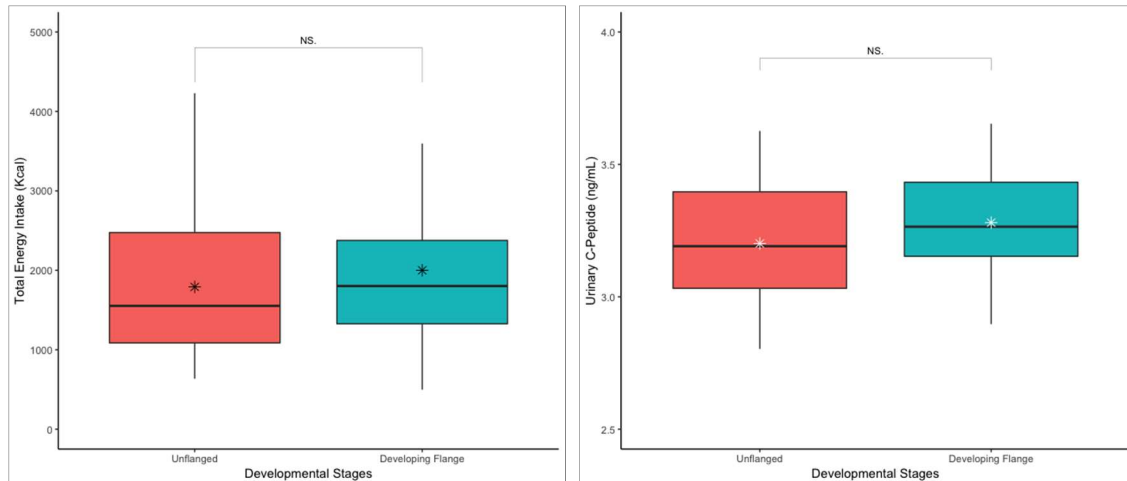 5000
4000
3000
2000
1000
0
Total Energy Intake (Kcal)
NS.
Unflanged
Developing Flange
Developmental Stages
4.0
3.5
3.0
2.5
Urinary C-Peptide (ng/mL)
NS.
Unflanged
Developing Flange
Developmental Stages